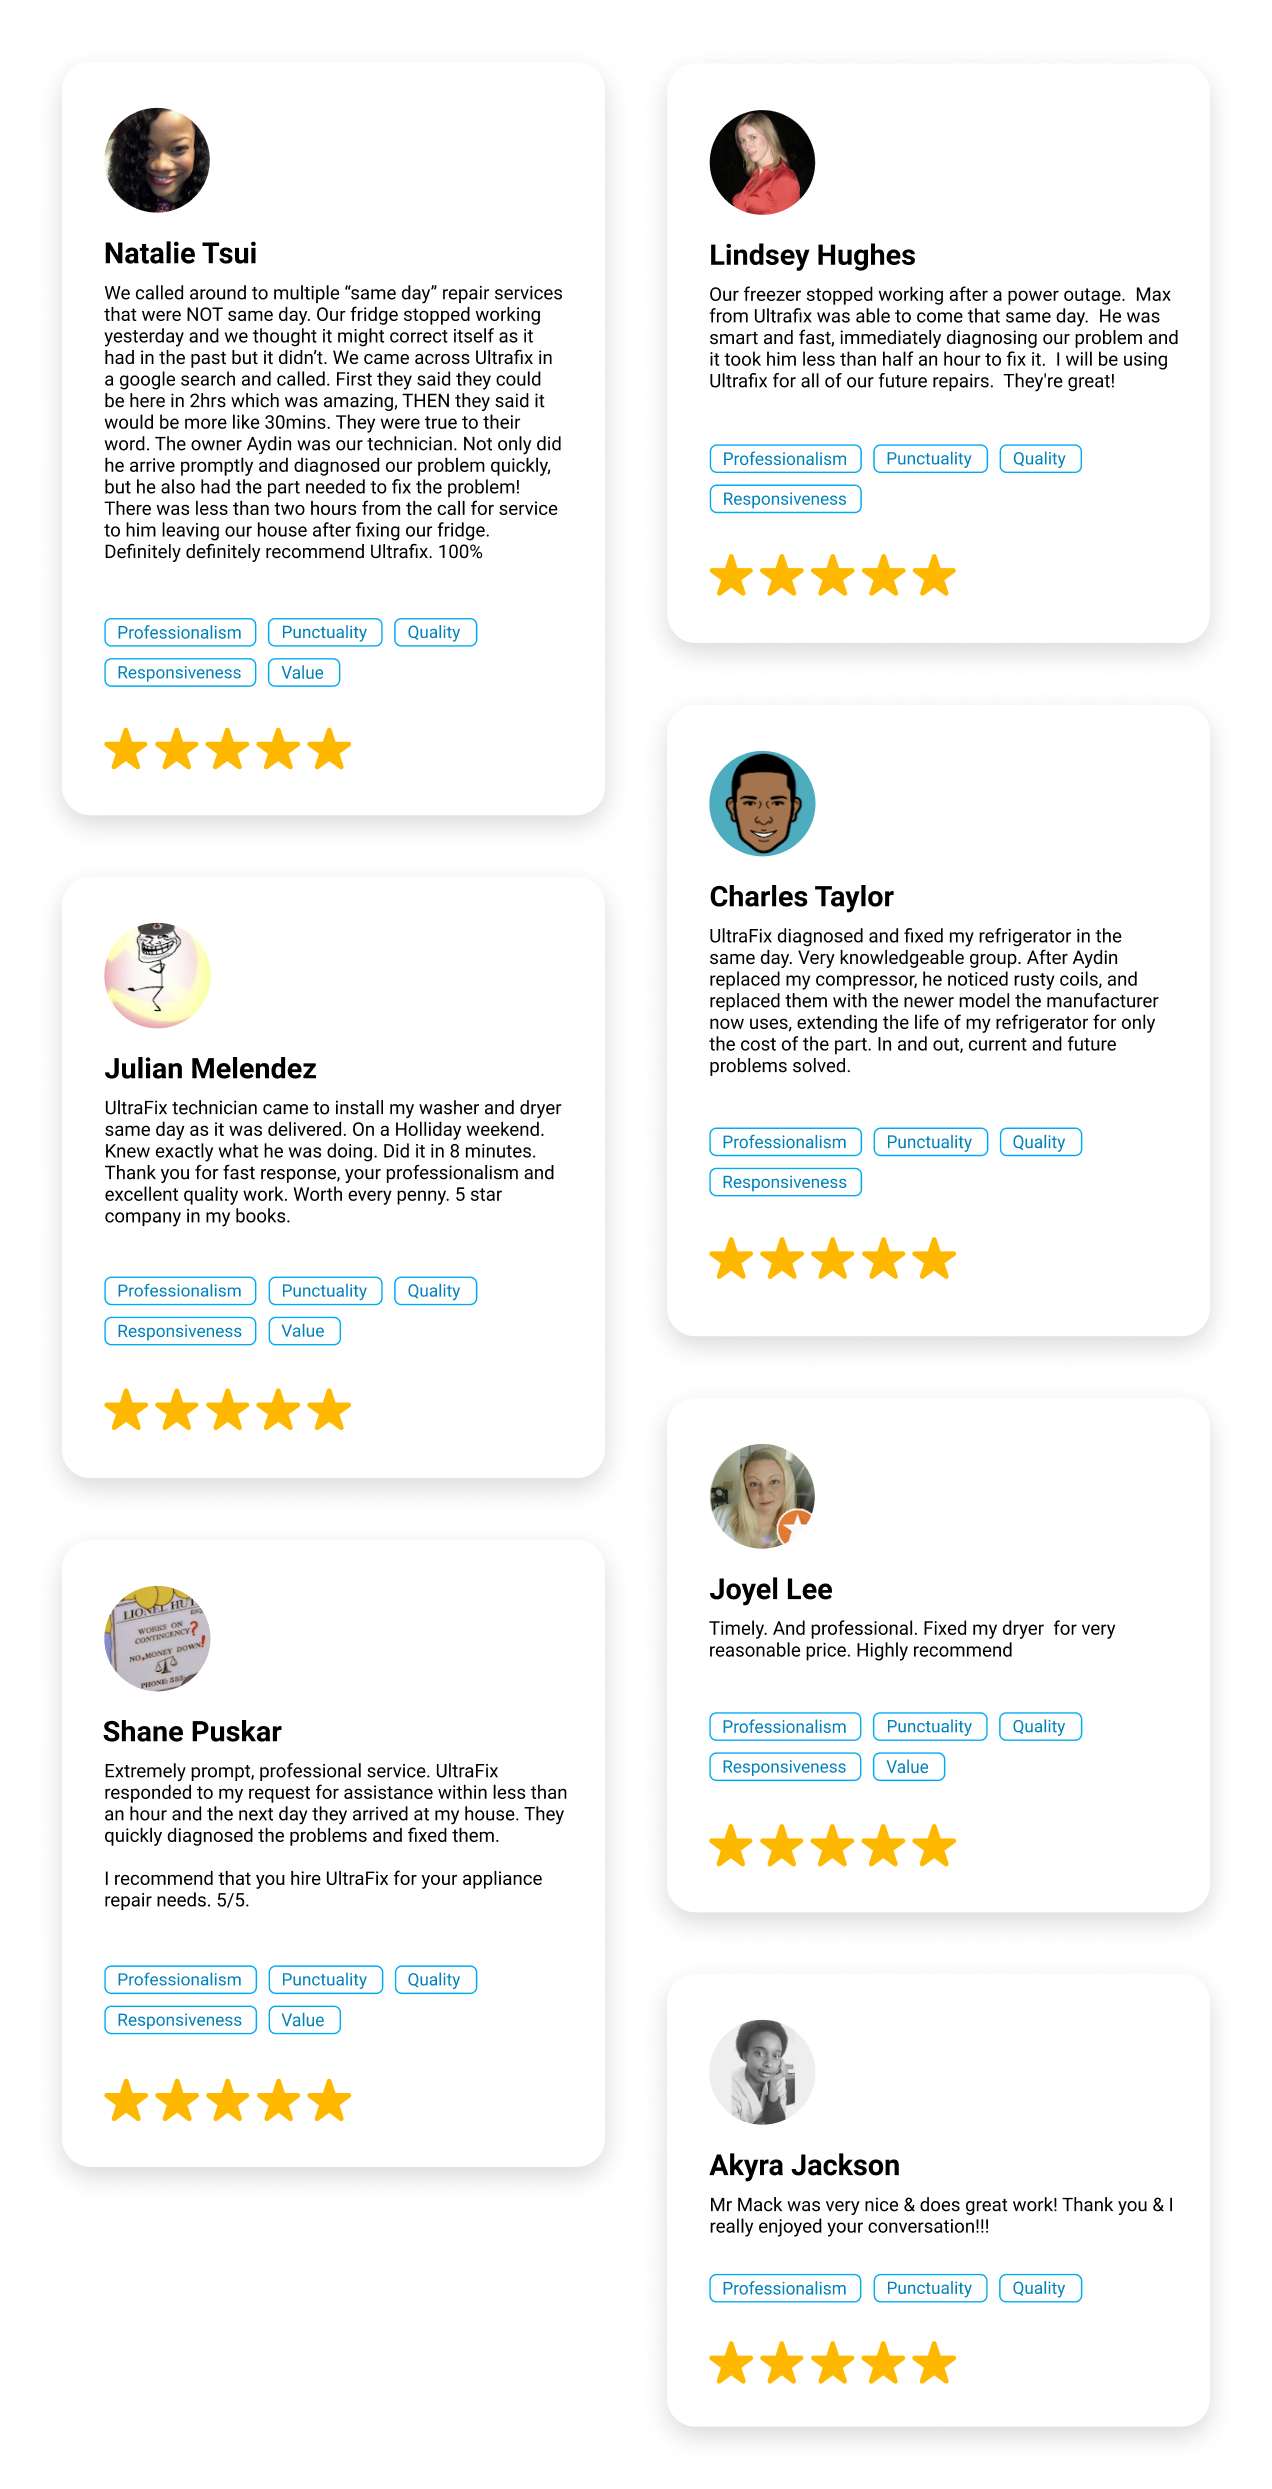 Natalie Tsui
We called around to multiple “same day” repair services
that were NOT same day. Our fridge stopped working
yesterday and we thought it might correct itself as it
had in the past but it didn’t. We came across Ultrafix in
a google search and called. First they said they could
be here in 2hrs which was amazing, THEN they said it
would be more like 30mins. They were true to their
word. The owner Aydin was our technician. Not only did
he arrive promptly and diagnosed our problem quickly,
but he also had the part needed to fix the problem!
There was less than two hours from the call for service
to him leaving our house after fixing our fridge.
Definitely definitely recommend Ultrafix. 100%
Professionalism Punctuality Quality
Responsiveness Value
Julian Melendez
UltraFix technician came to install my washer and dryer
same day as it was delivered. On a Holliday weekend.
Knew exactly what he was doing. Did it in 8 minutes.
Thank you for fast response, your professionalism and
excellent quality work. Worth every penny. 5 star
company in my books.
Professionalism Punctuality Quality
Responsiveness Value
LIONEL HUT
WORKS ON
CONTINGENCY?
NO, MONEY DOWN!
PHONE: 555-
Shane Puskar
Extremely prompt, professional service. UltraFix
responded to my request for assistance within less than
an hour and the next day they arrived at my house. They
quickly diagnosed the problems and fixed them.
I recommend that you hire UltraFix for your appliance
repair needs. 5/5.
Professionalism Punctuality Quality
Responsiveness Value
Lindsey Hughes
Our freezer stopped working after a power outage.  Max
from Ultrafix was able to come that same day.  He was
smart and fast, immediately diagnosing our problem and
it took him less than half an hour to fix it.  I will be using
Ultrafix for all of our future repairs.  They're great!
Professionalism Punctuality Quality
Responsiveness
Charles Taylor
UltraFix diagnosed and fixed my refrigerator in the
same day. Very knowledgeable group. After Aydin
replaced my compressor, he noticed rusty coils, and
replaced them with the newer model the manufacturer
now uses, extending the life of my refrigerator for only
the cost of the part. In and out, current and future
problems solved.
Professionalism Punctuality Quality
Responsiveness
Joyel Lee
Timely. And professional. Fixed my dryer  for very
reasonable price. Highly recommend
Professionalism Punctuality Quality
Responsiveness Value
Akyra Jackson
Mr Mack was very nice & does great work! Thank you & I
really enjoyed your conversation!!!
Professionalism Punctuality Quality